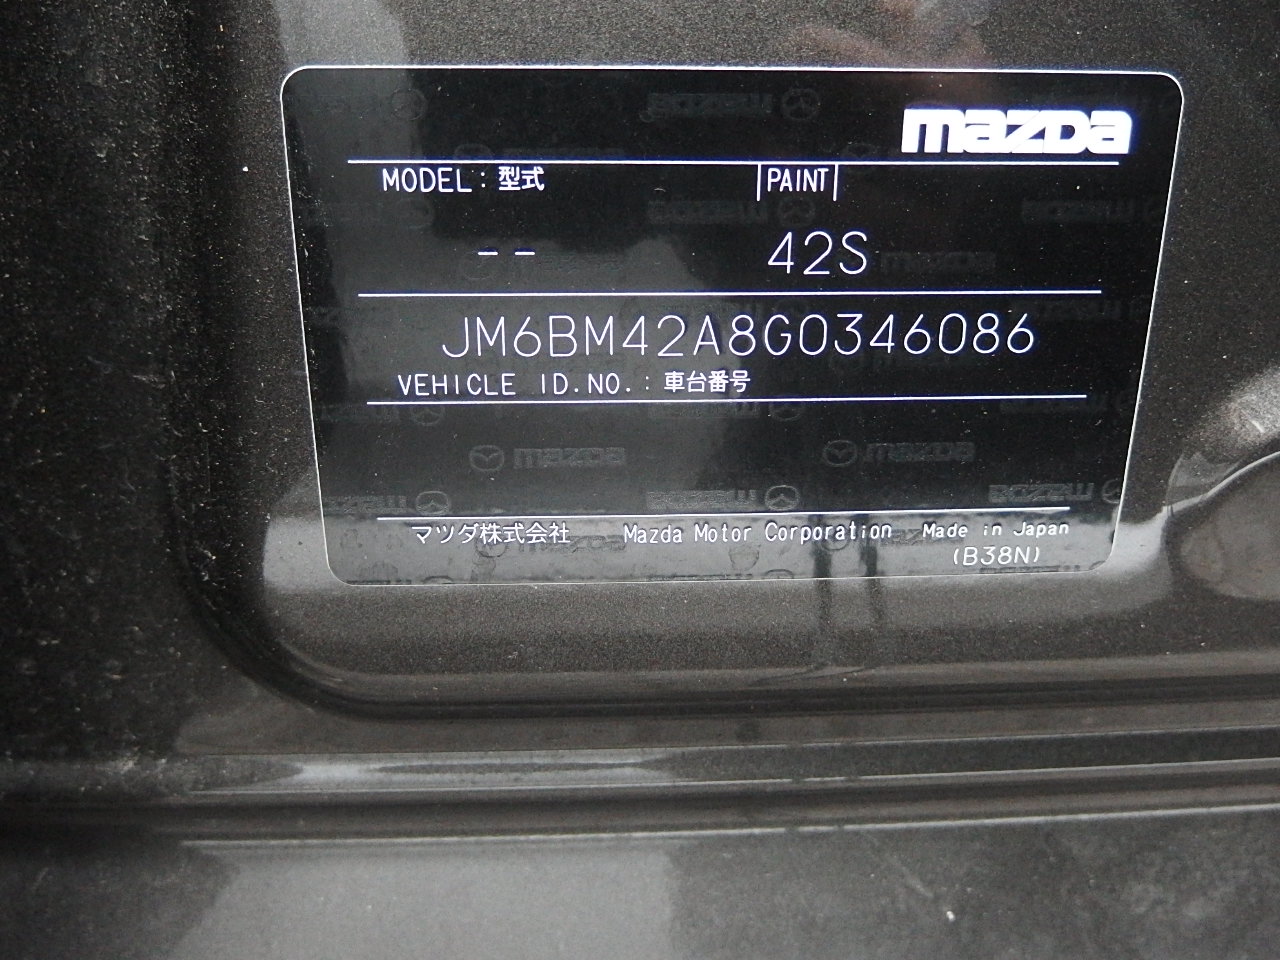 mazda
MODEL : 型式 PAINT
-- 42S
JM6BM42A8G0346086
VEHICLE ID.NO. : 車台番号
マツダ株式会社 Mazda Motor Corporation Made in Japan
(B38N)